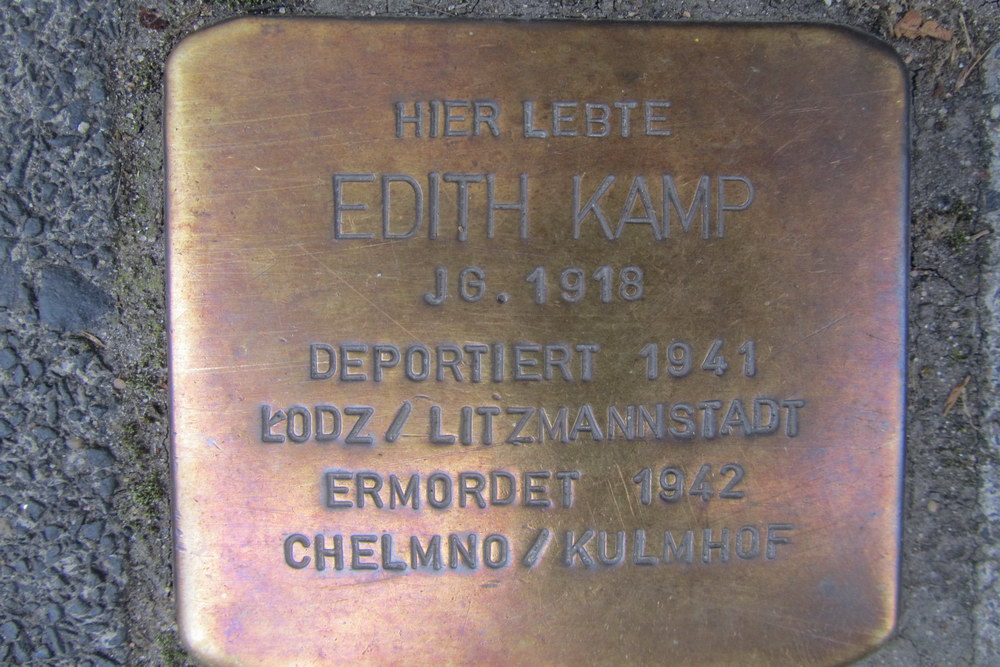 HIER LEBTE
EDITH KAMP
JG. 1918
DEPORTIERT 1941
ŁODZ/LITZMANNSTADT
ERMORDET 1942
CHELMNO/KULMHOF